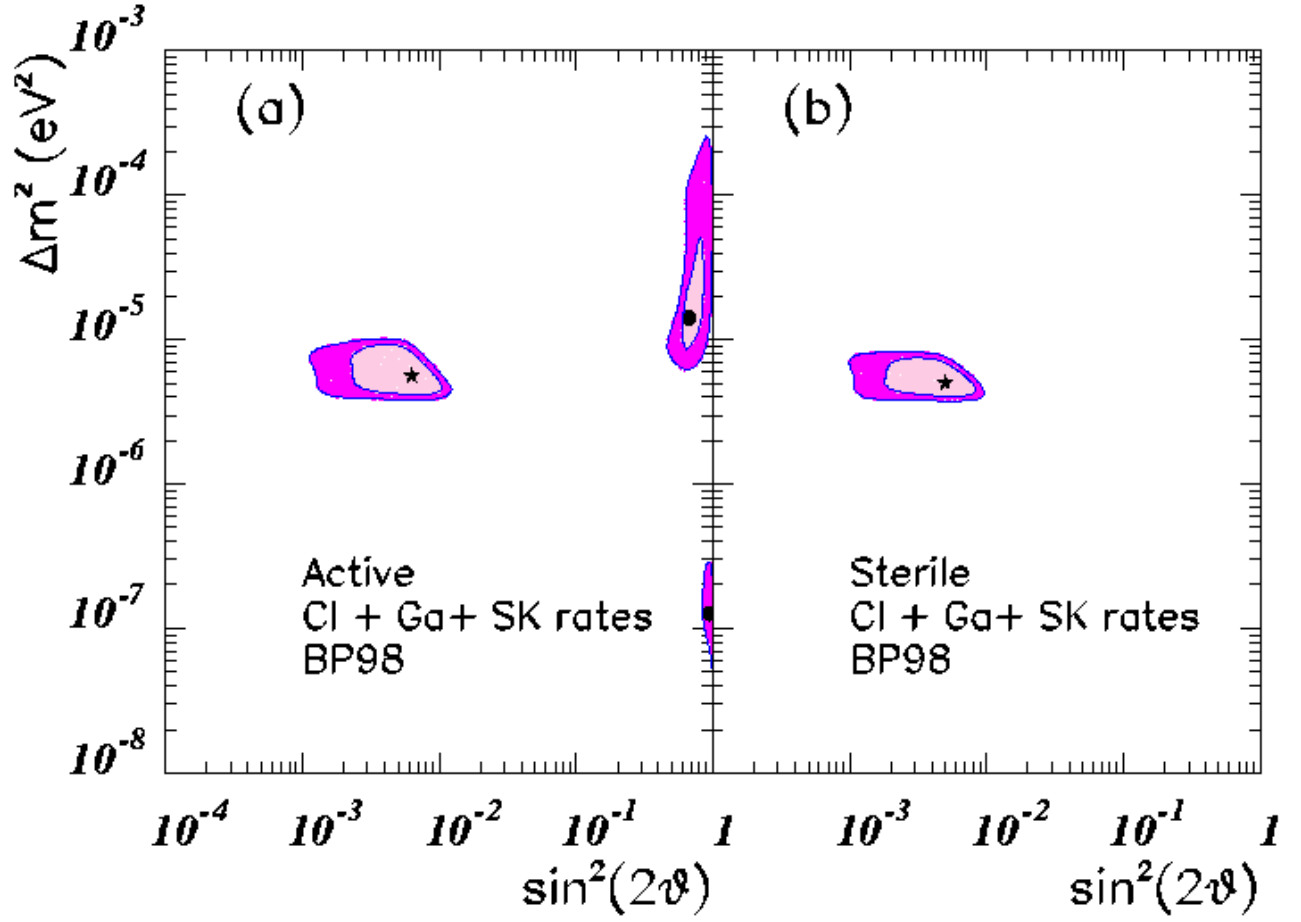 Δm² (eV²)
10⁻³
10⁻⁴
10⁻⁵
10⁻⁶
10⁻⁷
10⁻⁸
(a)
Active
Cl + Ga+ SK rates
BP98
(b)
Sterile
Cl + Ga+ SK rates
BP98
10⁻⁴ 10⁻³ 10⁻² 10⁻¹ 1
10⁻³ 10⁻² 10⁻¹ 1
sin²(2ϑ)
sin²(2ϑ)